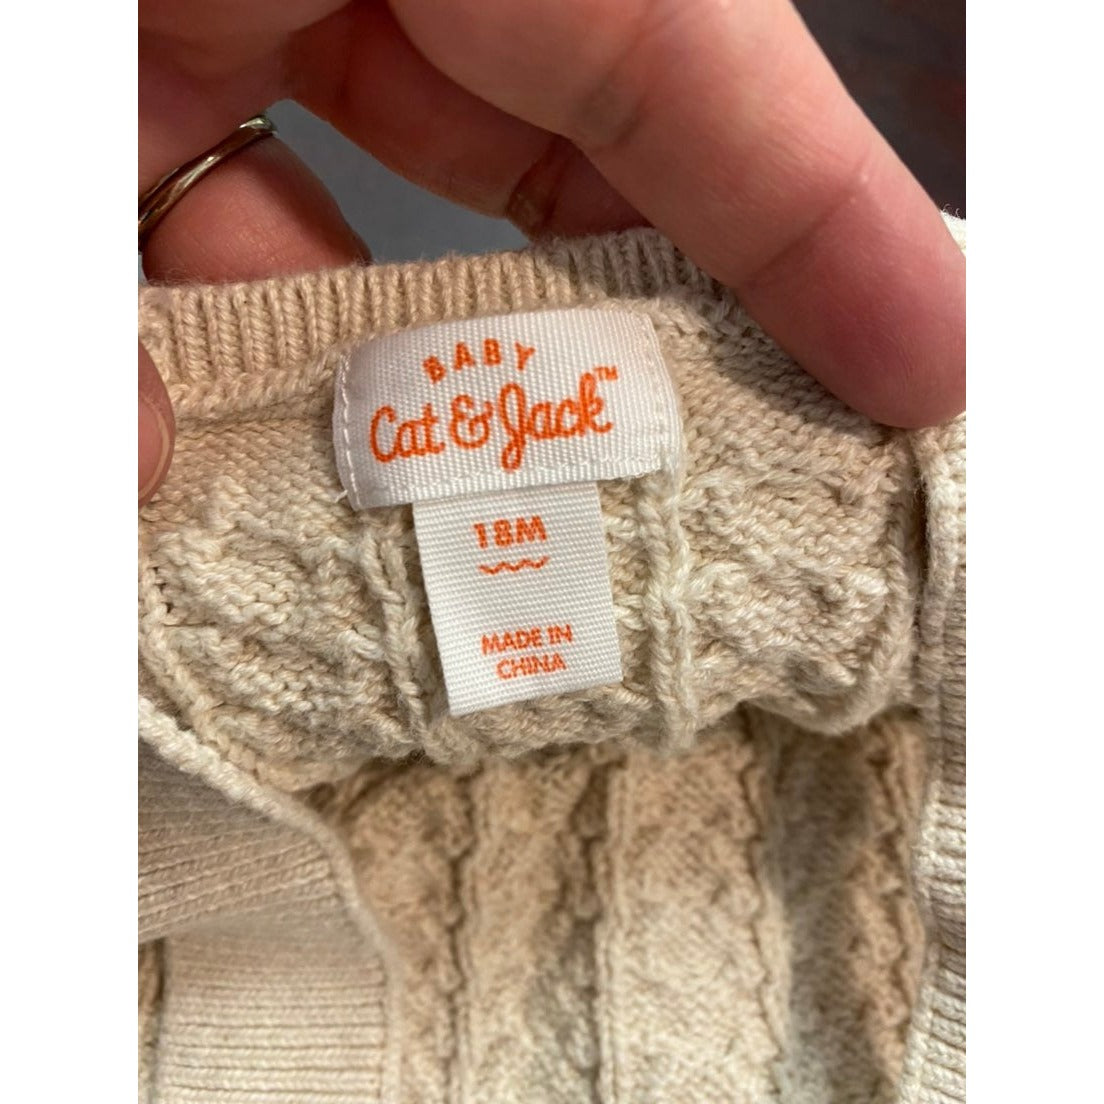 BABY
Cat & Jack™
18M
MADE IN
CHINA